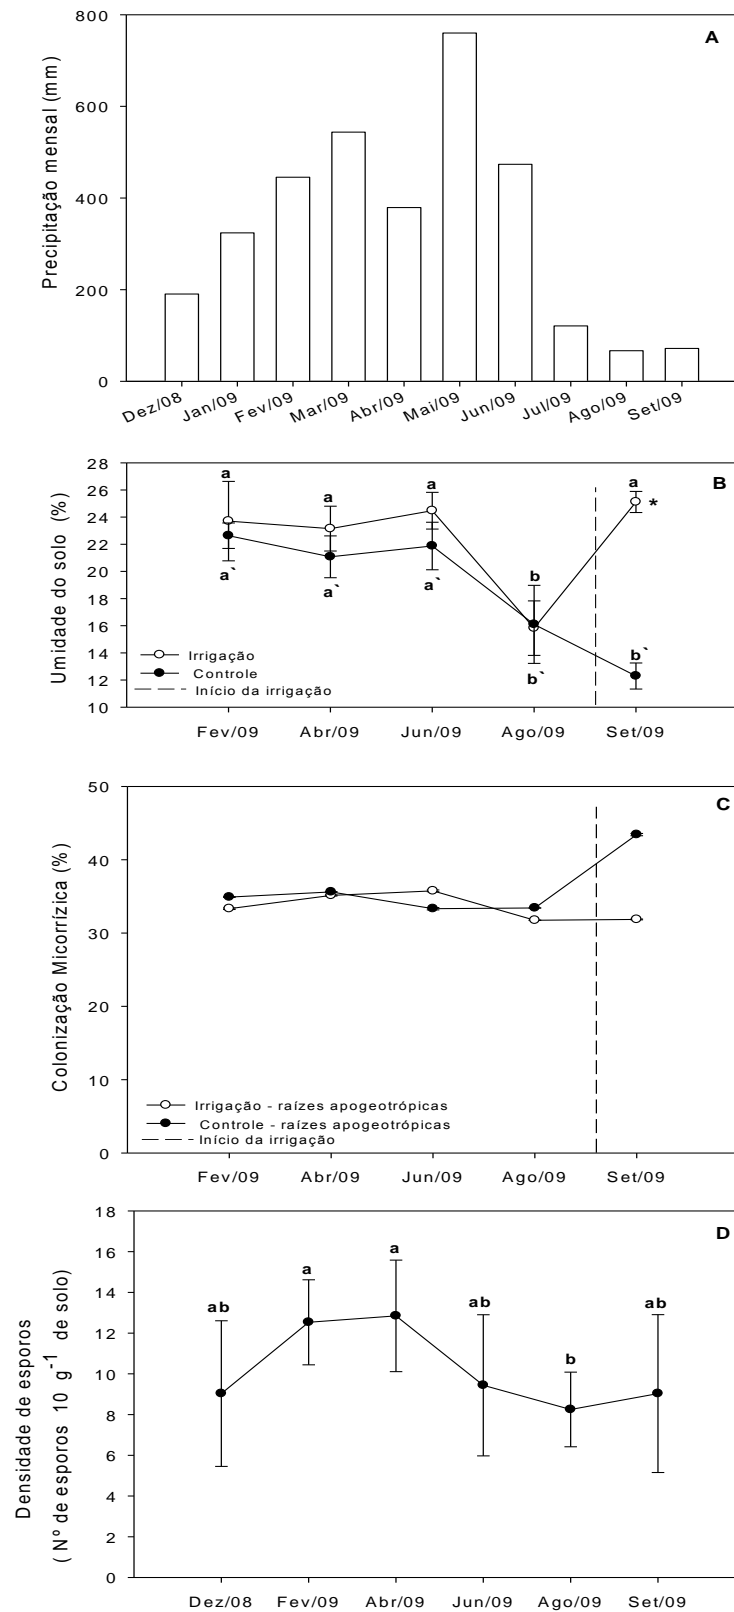 A
Precipitação mensal (mm)
800
600
400
200
0
Dez/08 Jan/09 Fev/09 Mar/09 Abr/09 Mai/09 Jun/09 Jul/09 Ago/09 Set/09
B
Umidade do solo (%)
28
26
24
22
20
18
16
14
12
10
a a a b a *
a` a` a` b` b`
Irrigação
Controle
Início da irrigação
Fev/09 Abr/09 Jun/09 Ago/09 Set/09
C
Colonização Micorrízica (%)
50
40
30
20
10
0
Irrigação - raízes apogeotrópicas
Controle - raízes apogeotrópicas
Início da irrigação
Fev/09 Abr/09 Jun/09 Ago/09 Set/09
D
Densidade de esporos
( Nº de esporos 10 g-1 de solo)
18
16
14
12
10
8
6
4
2
0
ab a a ab b ab
Dez/08 Fev/09 Abr/09 Jun/09 Ago/09 Set/09